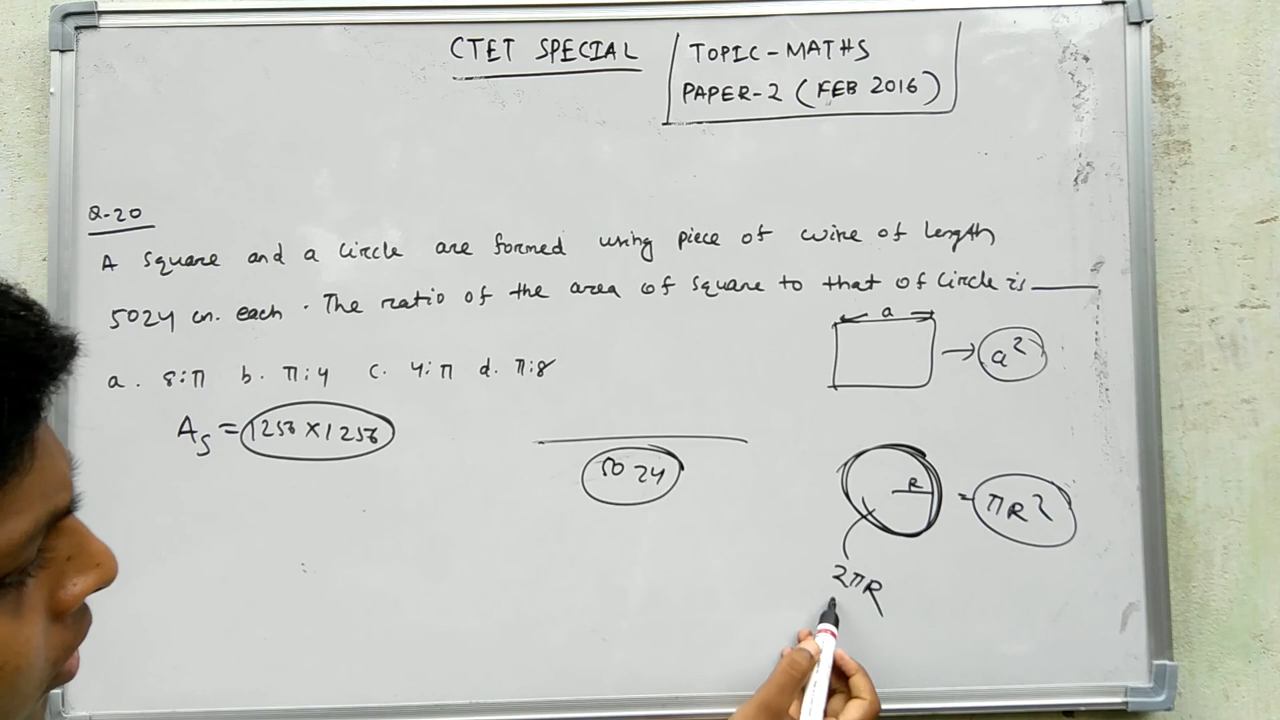 CTET SPECIAL
TOPIC-MATHS
PAPER-2 (FEB 2016)
Q-20
A square and a circle are formed using piece of wire of length
5024 cm. each. The ratio of the area of square to that of circle is ____
a
→ a²
a. 8:π b. π:4 c. 4:π d. π:8
A_S = 1256 X 1256
5024
R
= πR²
2πR